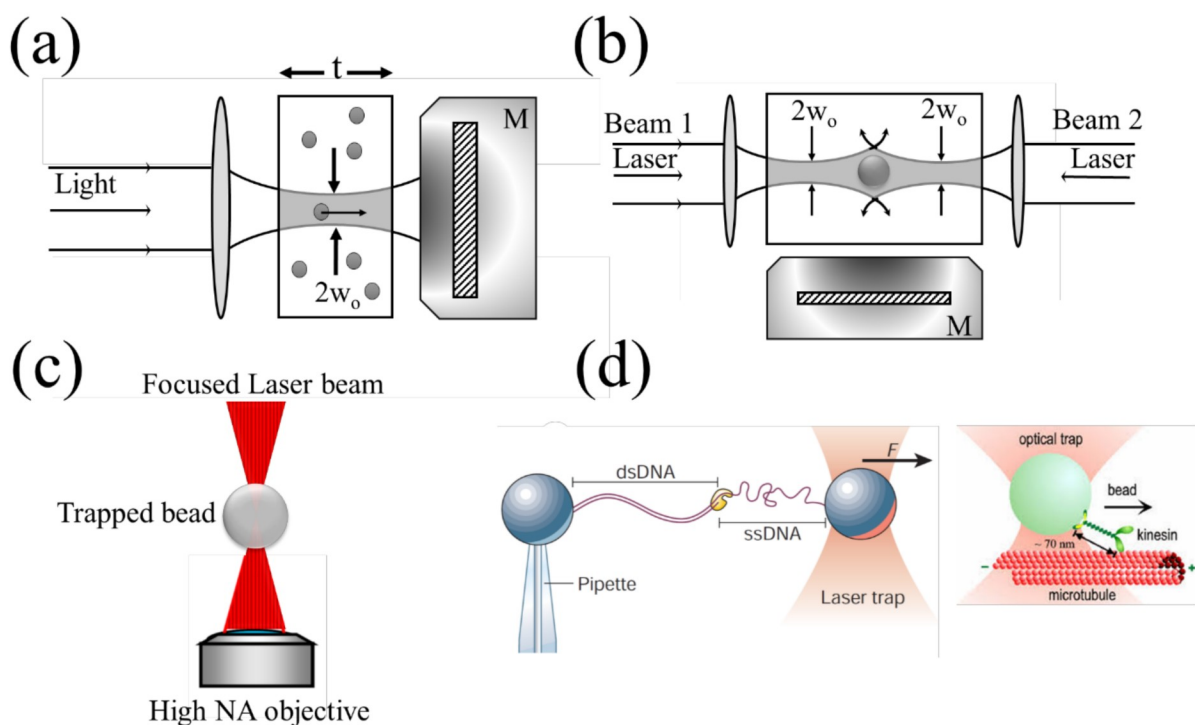 (a)
t
M
Light
2wₒ
(b)
Beam 1
Laser
2wₒ
2wₒ
Beam 2
Laser
M
(c)
Focused Laser beam
Trapped bead
High NA objective
(d)
dsDNA
ssDNA
F
Pipette
Laser trap
optical trap
bead
kinesin
~ 70 nm
microtubule
−
+